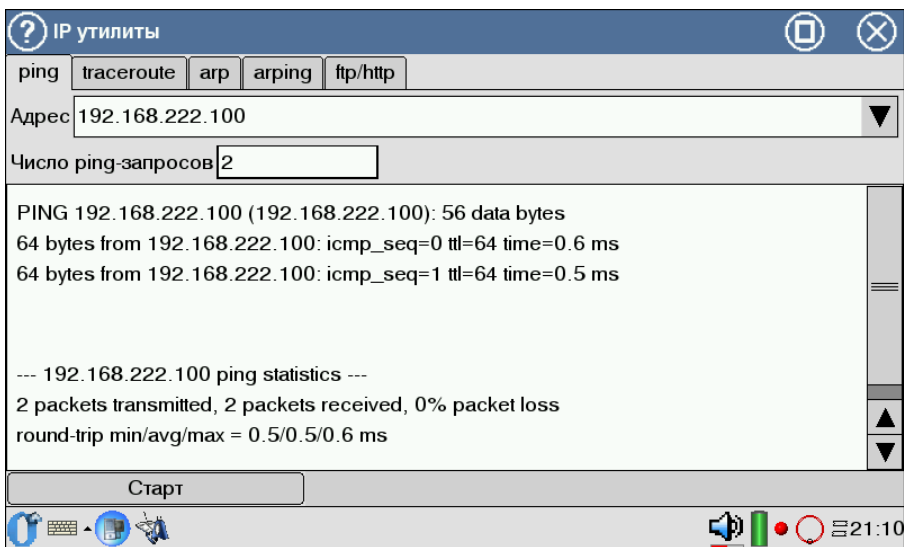 IP утилиты
ping traceroute arp arping ftp/http
Адрес 192.168.222.100
Число ping-запросов 2
PING 192.168.222.100 (192.168.222.100): 56 data bytes
64 bytes from 192.168.222.100: icmp_seq=0 ttl=64 time=0.6 ms
64 bytes from 192.168.222.100: icmp_seq=1 ttl=64 time=0.5 ms
--- 192.168.222.100 ping statistics ---
2 packets transmitted, 2 packets received, 0% packet loss
round-trip min/avg/max = 0.5/0.5/0.6 ms
Старт
21:10